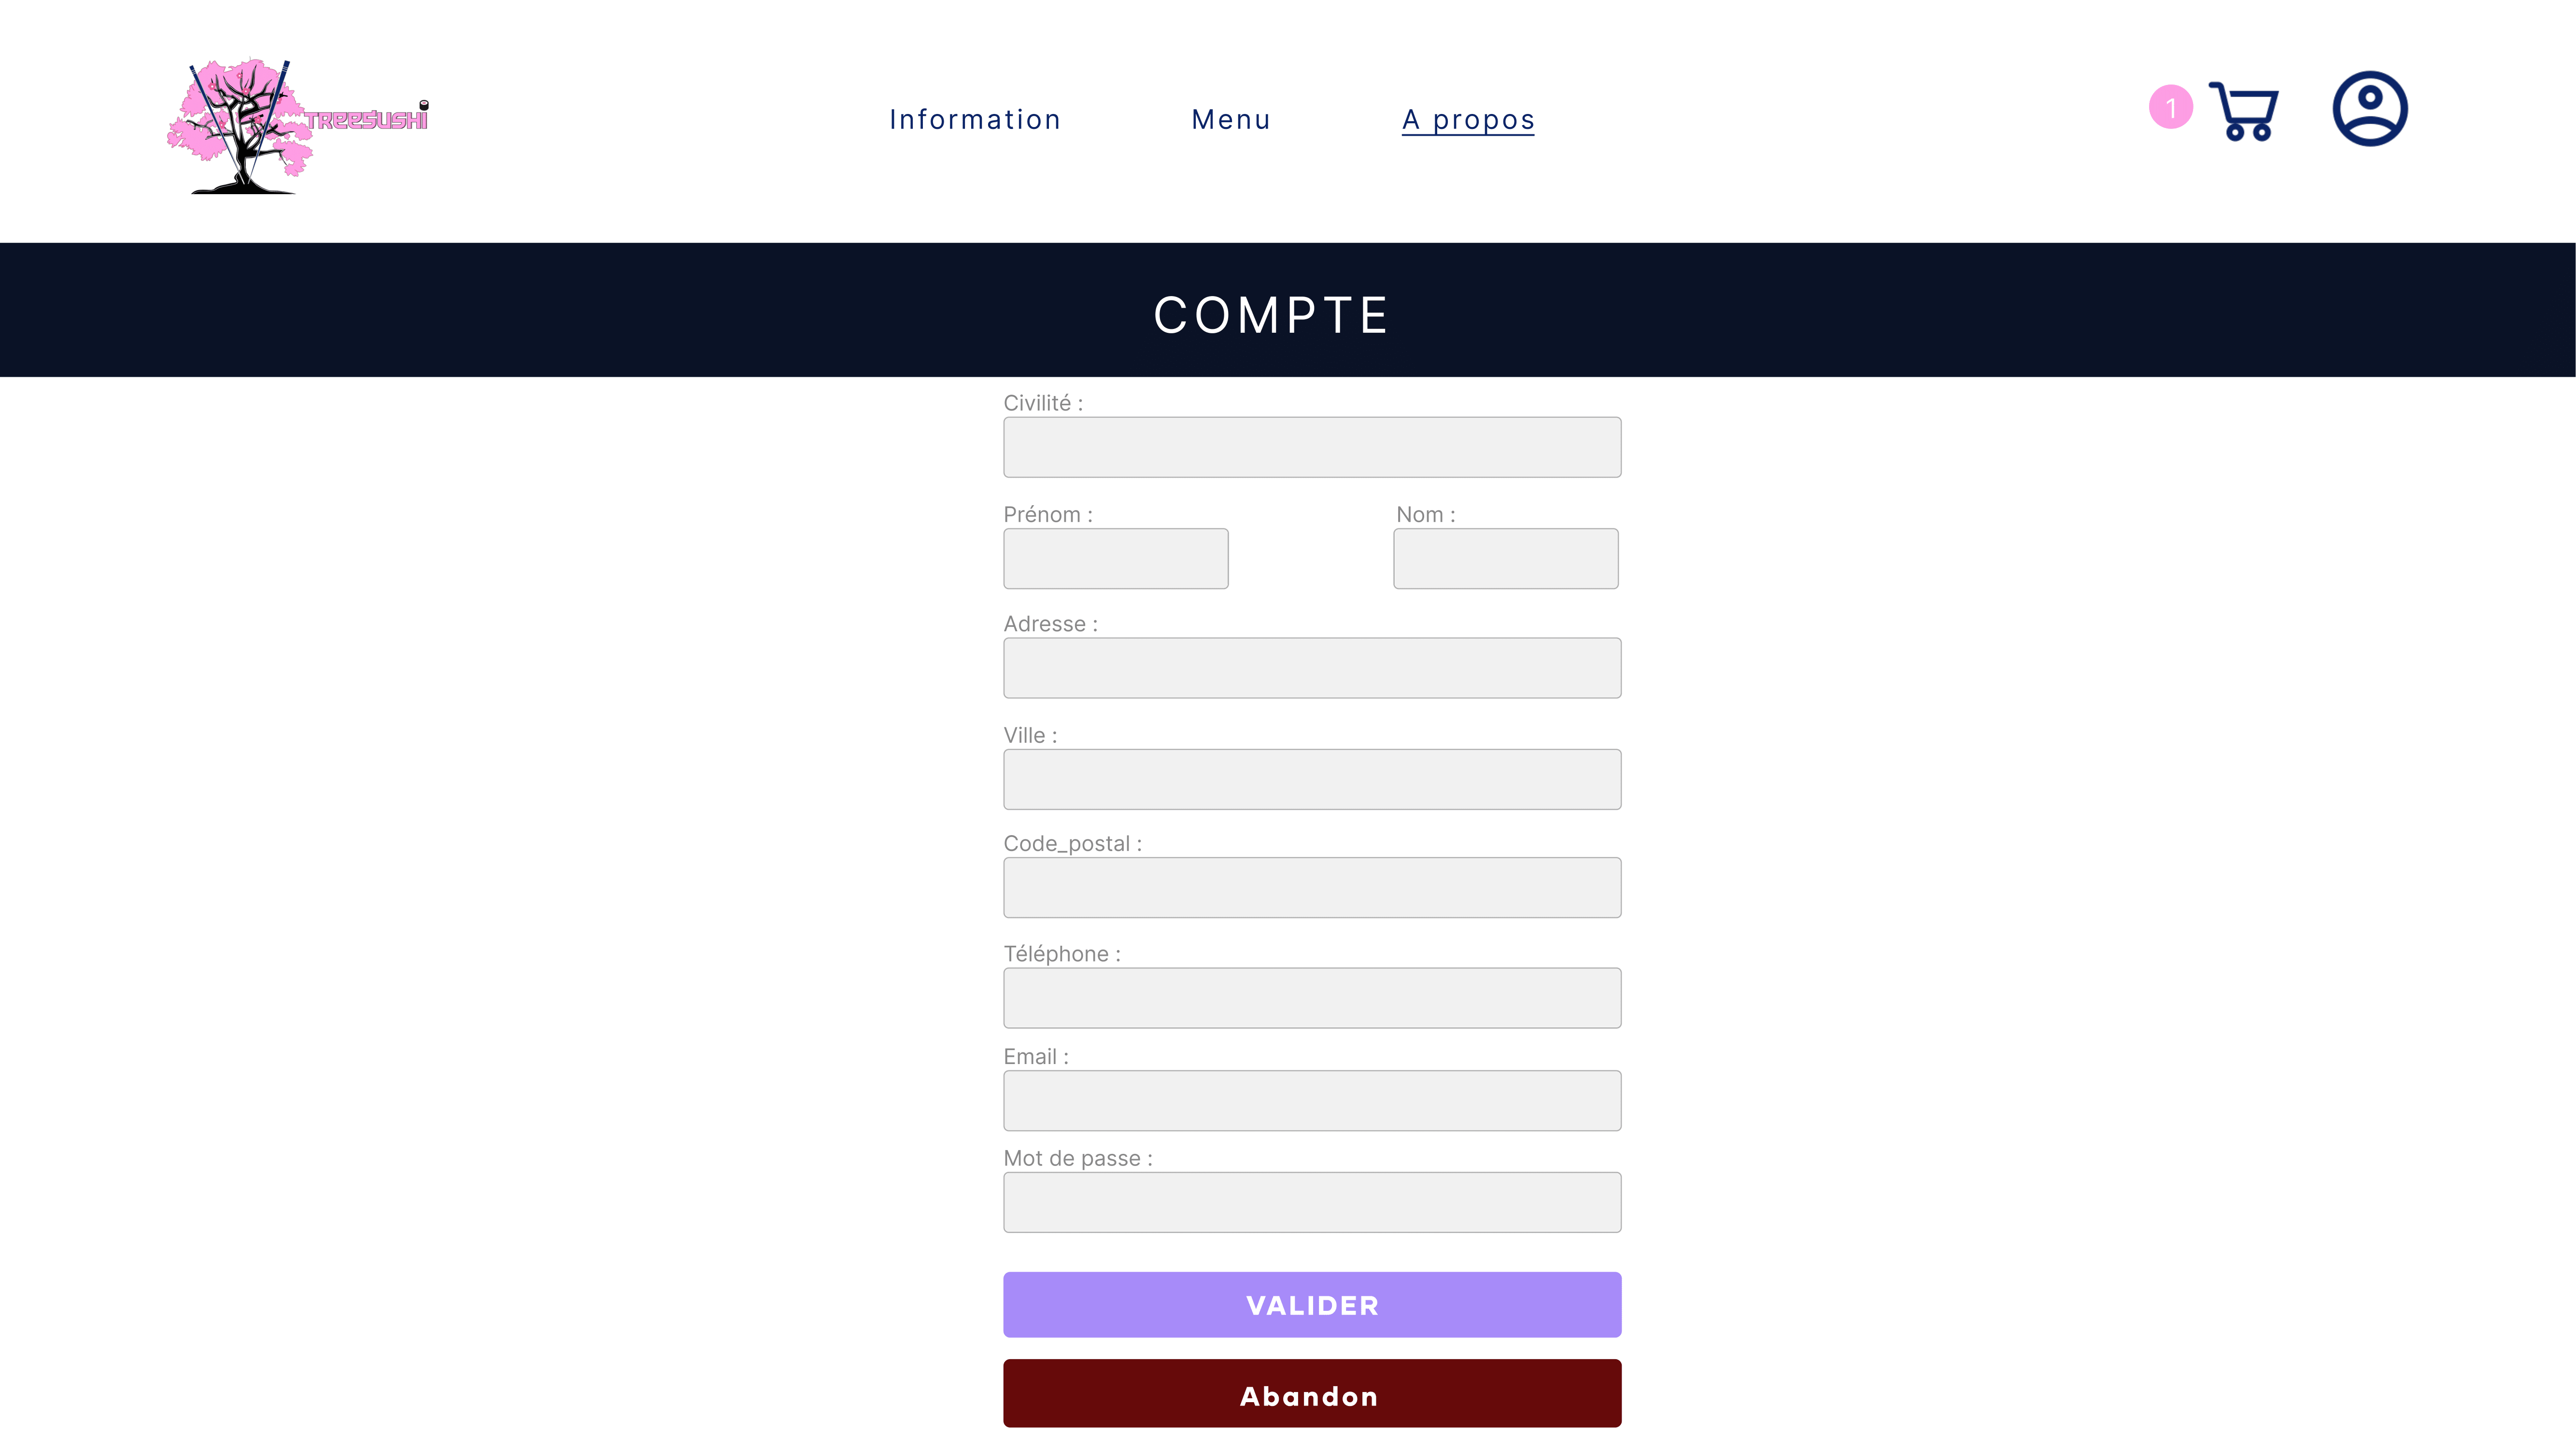 TREESUSHI
Information Menu A propos
1
COMPTE
Civilité :
Prénom : Nom :
Adresse :
Ville :
Code_postal :
Téléphone :
Email :
Mot de passe :
VALIDER
Abandon